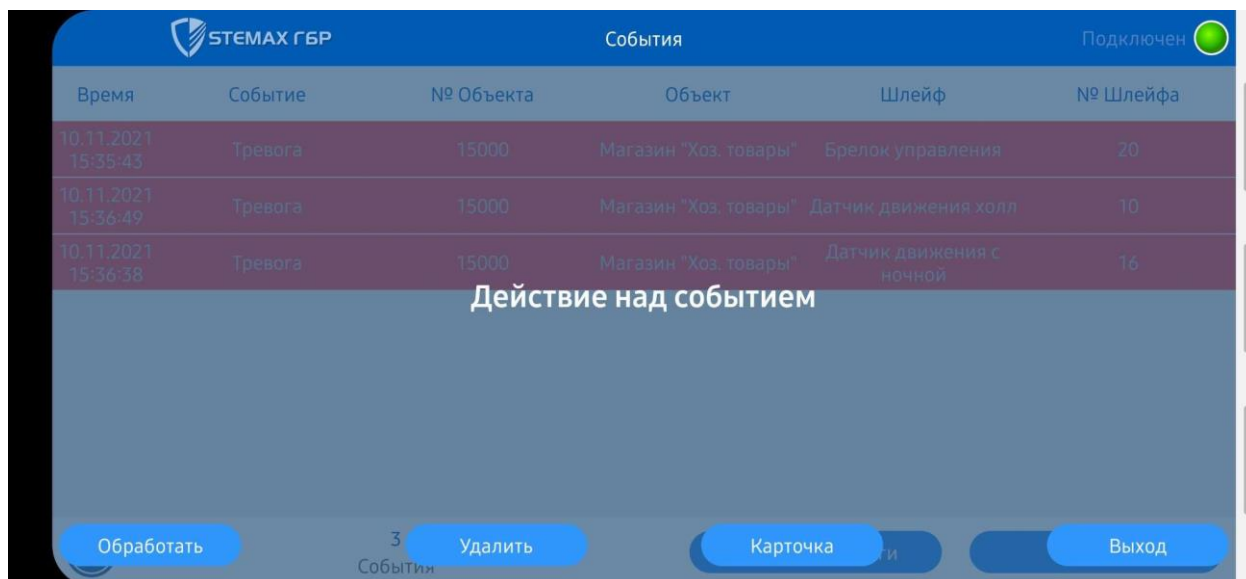 STEMAX ГБР События Подключен
Время Событие № Объекта Объект Шлейф № Шлейфа
10.11.2021
15:35:43 Тревога 15000 Магазин "Хоз. товары" Брелок управления 20
10.11.2021
15:36:49 Тревога 15000 Магазин "Хоз. товары" Датчик движения холл 10
10.11.2021
15:36:38 Тревога 15000 Магазин "Хоз. товары" Датчик движения с
ночной 16
Действие над событием
Обработать 3 Удалить Карточка Выход
События